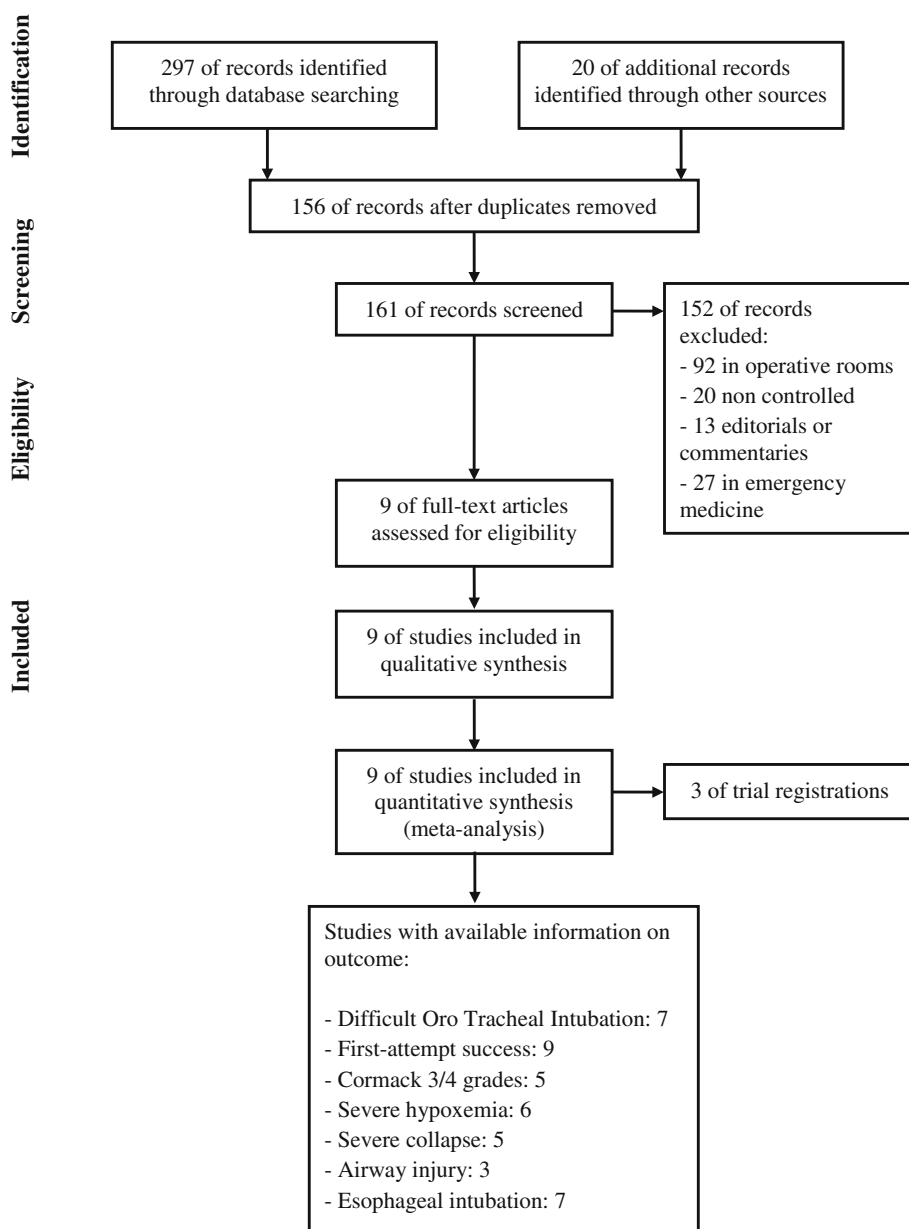 Identification
297 of records identified
through database searching
20 of additional records
identified through other sources
156 of records after duplicates removed
Screening
161 of records screened
152 of records
excluded:
- 92 in operative rooms
- 20 non controlled
- 13 editorials or
commentaries
- 27 in emergency
medicine
Eligibility
9 of full-text articles
assessed for eligibility
Included
9 of studies included in
qualitative synthesis
9 of studies included in
quantitative synthesis
(meta-analysis)
3 of trial registrations
Studies with available information on
outcome:
- Difficult Oro Tracheal Intubation: 7
- First-attempt success: 9
- Cormack 3/4 grades: 5
- Severe hypoxemia: 6
- Severe collapse: 5
- Airway injury: 3
- Esophageal intubation: 7